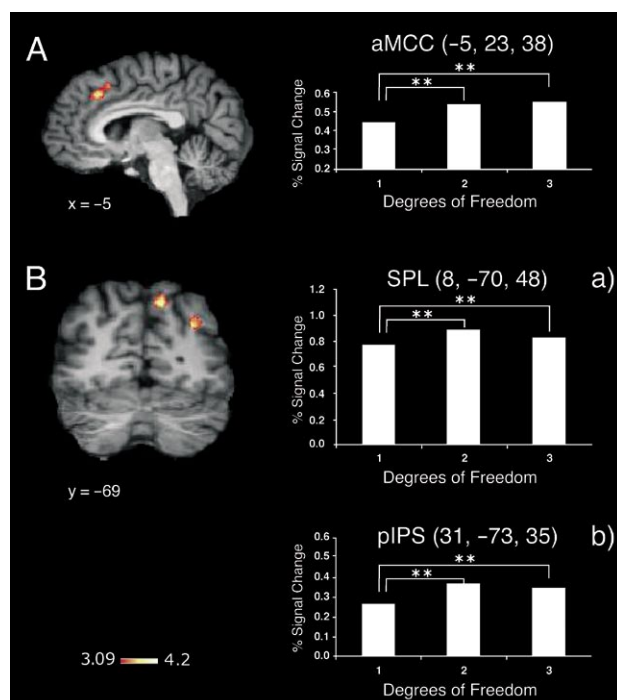 A
aMCC (–5, 23, 38)
% Signal Change
0.6
0.5
0.4
0.3
0.2
**
**
1 2 3
Degrees of Freedom
x = –5
B
SPL (8, –70, 48) a)
% Signal Change
1.2
1.0
0.8
0.6
0.4
0.2
0.0
**
**
1 2 3
Degrees of Freedom
y = –69
pIPS (31, –73, 35) b)
% Signal Change
0.5
0.4
0.3
0.2
0.1
0.0
**
**
1 2 3
Degrees of Freedom
3.09 4.2